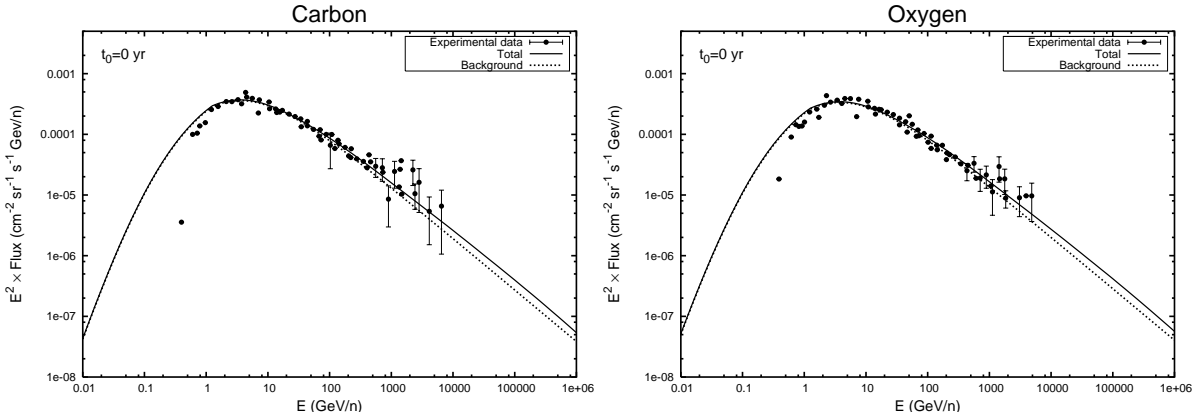 Carbon
t0=0 yr
Experimental data
Total
Background
0.001
0.0001
1e-05
1e-06
1e-07
1e-08
E2 × Flux (cm-2 sr-1 s-1 Gev/n)
0.01 0.1 1 10 100 1000 10000 100000 1e+06
E (GeV/n)
Oxygen
t0=0 yr
Experimental data
Total
Background
0.001
0.0001
1e-05
1e-06
1e-07
1e-08
E2 × Flux (cm-2 sr-1 s-1 Gev/n)
0.01 0.1 1 10 100 1000 10000 100000 1e+06
E (GeV/n)